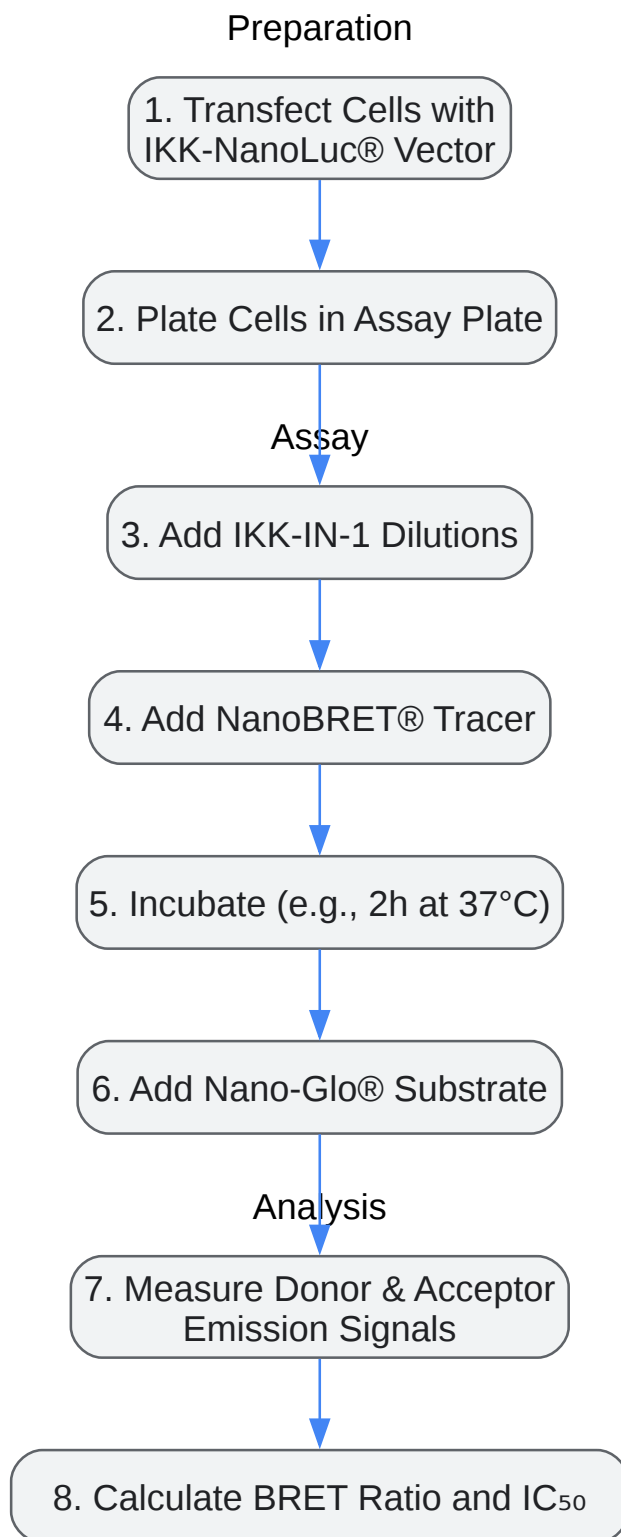 Preparation
1. Transfect Cells with
IKK-NanoLuc® Vector
2. Plate Cells in Assay Plate
Assay
3. Add IKK-IN-1 Dilutions
4. Add NanoBRET® Tracer
5. Incubate (e.g., 2h at 37°C)
6. Add Nano-Glo® Substrate
Analysis
7. Measure Donor & Acceptor
Emission Signals
8. Calculate BRET Ratio and IC₅₀